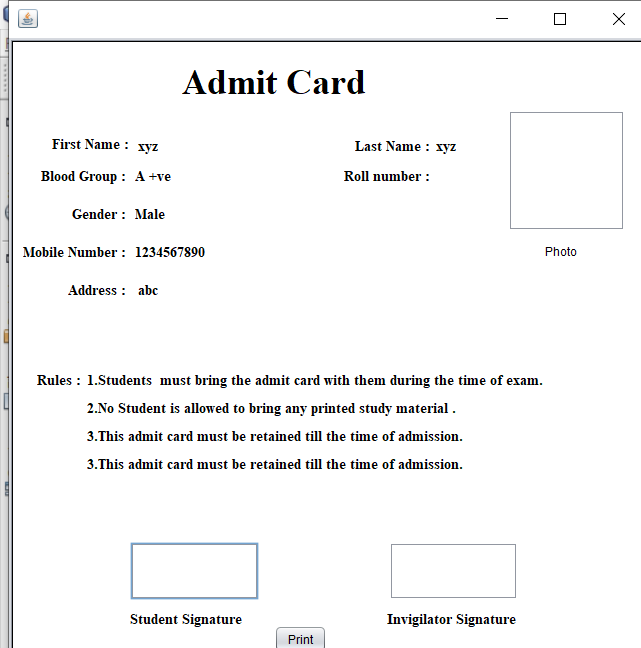 Admit Card
First Name : xyz
Last Name : xyz
Blood Group : A +ve
Roll number :
Gender : Male
Mobile Number : 1234567890
Photo
Address : abc
Rules : 1.Students  must bring the admit card with them during the time of exam.
2.No Student is allowed to bring any printed study material .
3.This admit card must be retained till the time of admission.
3.This admit card must be retained till the time of admission.
Student Signature
Invigilator Signature
Print